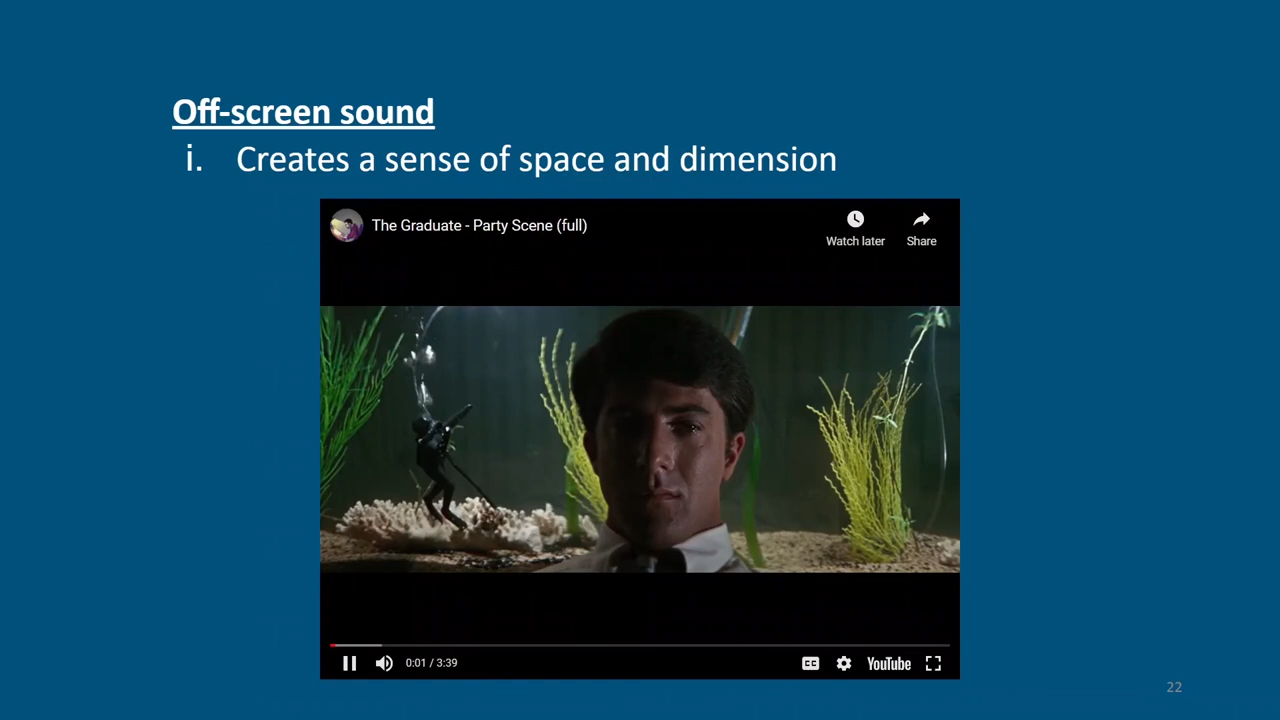 Off-screen sound
i. Creates a sense of space and dimension
The Graduate - Party Scene (full)
Watch later
Share
0:01 / 3:39
CC
YouTube
22